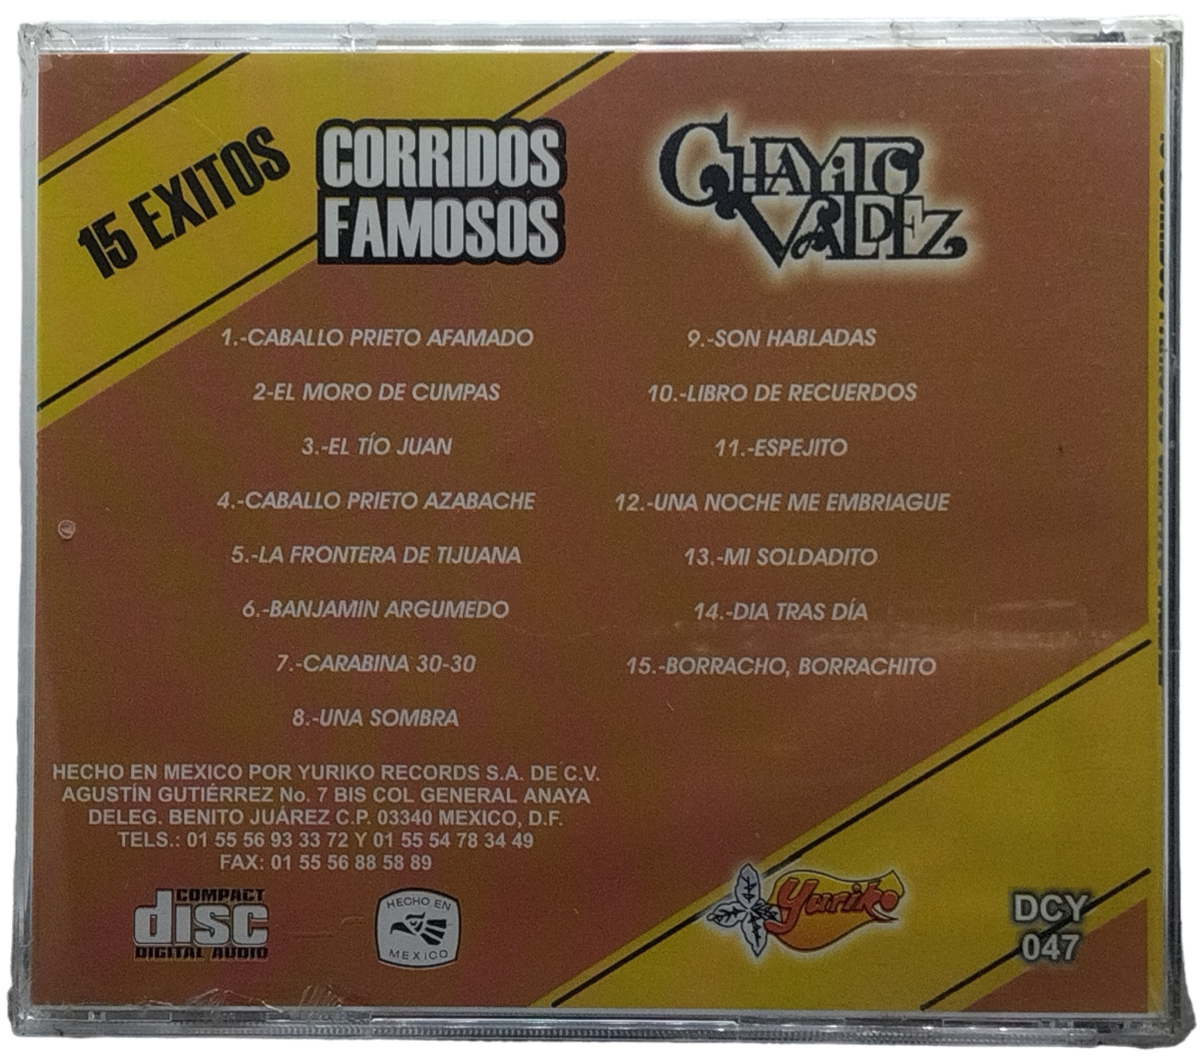 15 EXITOS
CORRIDOS
FAMOSOS
CHAYITO
VALDEZ
1.-CABALLO PRIETO AFAMADO
2-EL MORO DE CUMPAS
3.-EL TÍO JUAN
4.-CABALLO PRIETO AZABACHE
5.-LA FRONTERA DE TIJUANA
6.-BANJAMIN ARGUMEDO
7.-CARABINA 30-30
8.-UNA SOMBRA
9.-SON HABLADAS
10.-LIBRO DE RECUERDOS
11.-ESPEJITO
12.-UNA NOCHE ME EMBRIAGUE
13.-MI SOLDADITO
14.-DIA TRAS DÍA
15.-BORRACHO, BORRACHITO
HECHO EN MEXICO POR YURIKO RECORDS S.A. DE C.V.
AGUSTÍN GUTIÉRREZ No. 7 BIS COL GENERAL ANAYA
DELEG. BENITO JUÁREZ C.P. 03340 MEXICO, D.F.
TELS.: 01 55 56 93 33 72 Y 01 55 54 78 34 49
FAX: 01 55 56 88 58 89
COMPACT
disc
DIGITAL AUDIO
HECHO EN
MEXICO
Yuriko
DCY
047